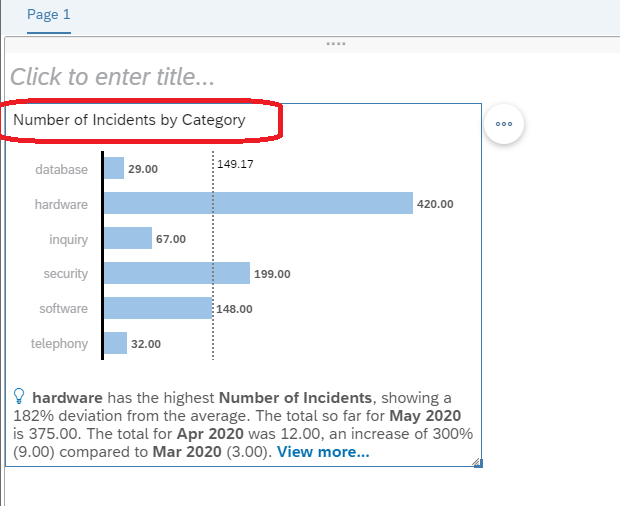 Page 1
Click to enter title...
Number of Incidents by Category
149.17
database 29.00
hardware 420.00
inquiry 67.00
security 199.00
software 148.00
telephony 32.00
hardware has the highest Number of Incidents, showing a
182% deviation from the average. The total so far for May 2020
is 375.00. The total for Apr 2020 was 12.00, an increase of 300%
(9.00) compared to Mar 2020 (3.00). View more...